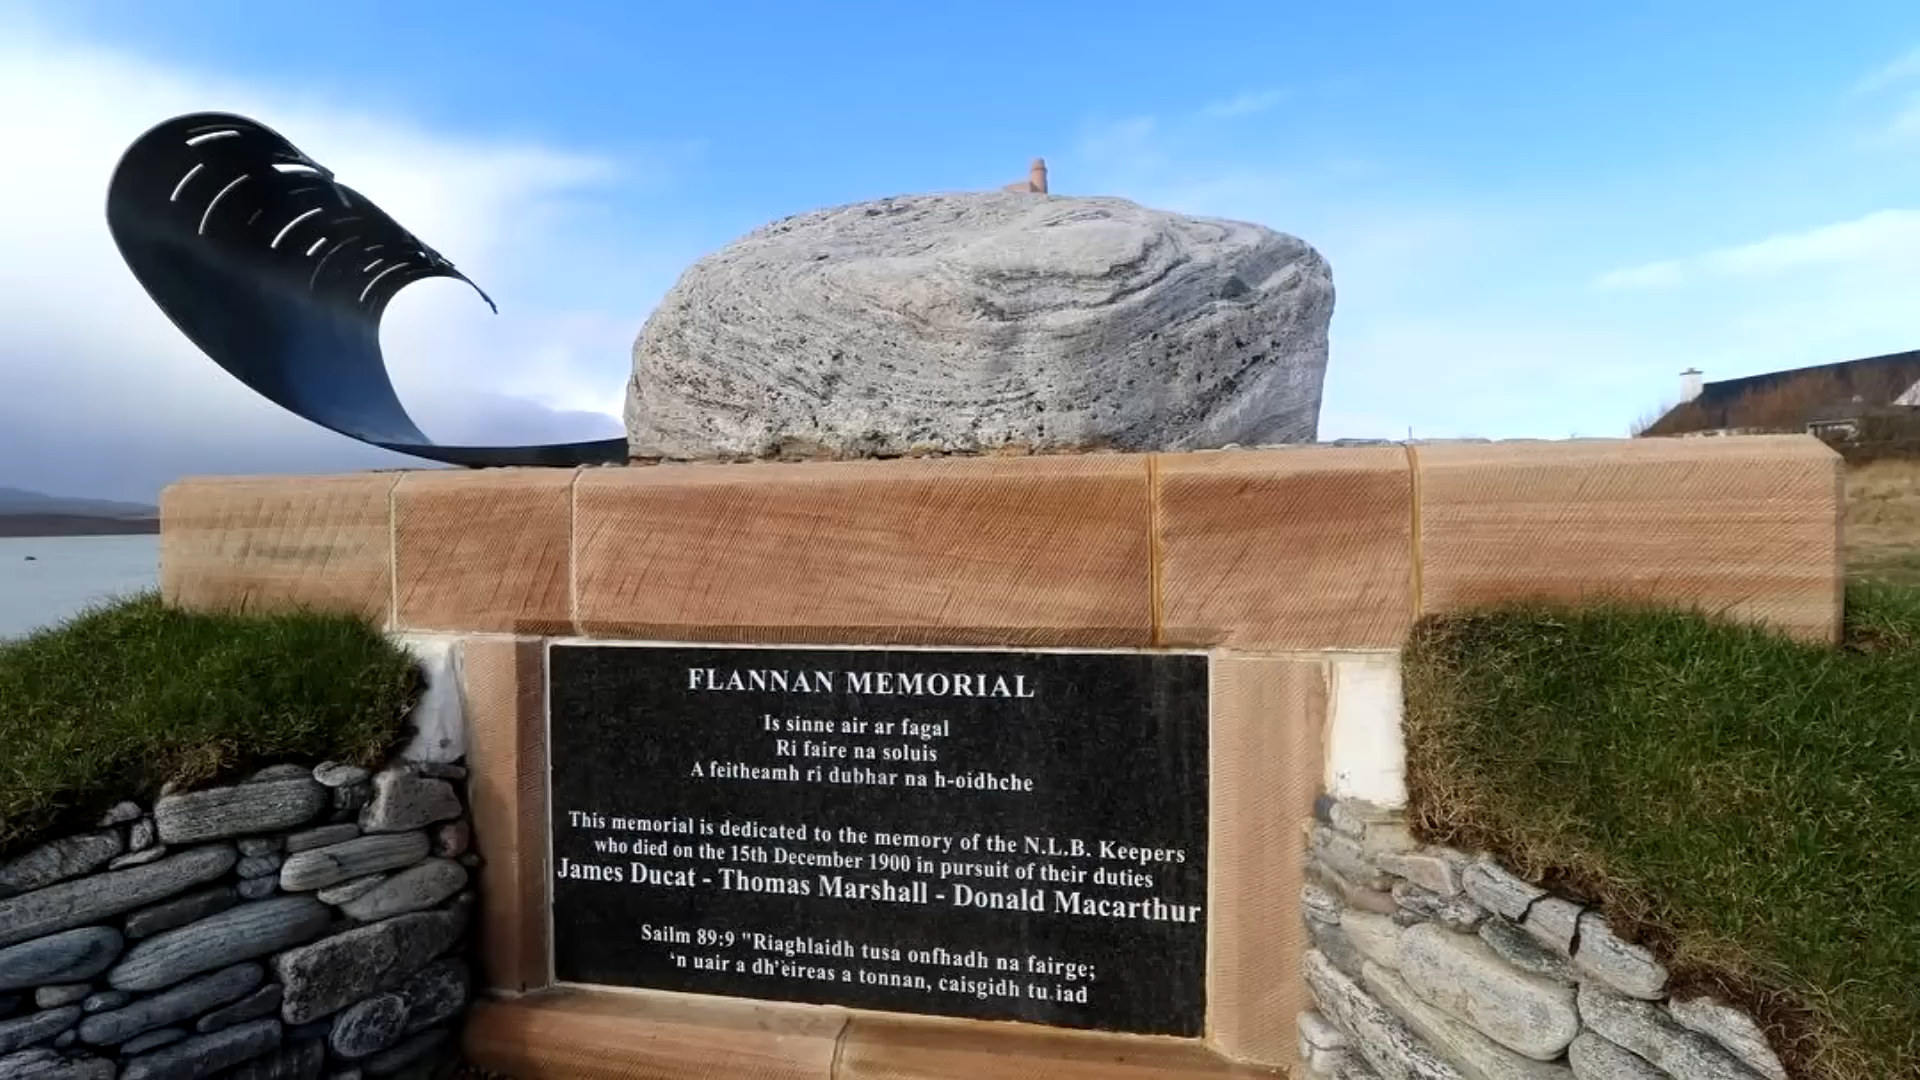 FLANNAN MEMORIAL
Is sinne air ar fagal
Ri faire na soluis
A feitheamh ri dubhar na h-oidhche
This memorial is dedicated to the memory of the N.L.B. Keepers
who died on the 15th December 1900 in pursuit of their duties
James Ducat - Thomas Marshall - Donald Macarthur
Sailm 89:9 "Riaghlaidh tusa onfhadh na fairge;
‘n uair a dh’èireas a tonnan, caisgidh tu iad